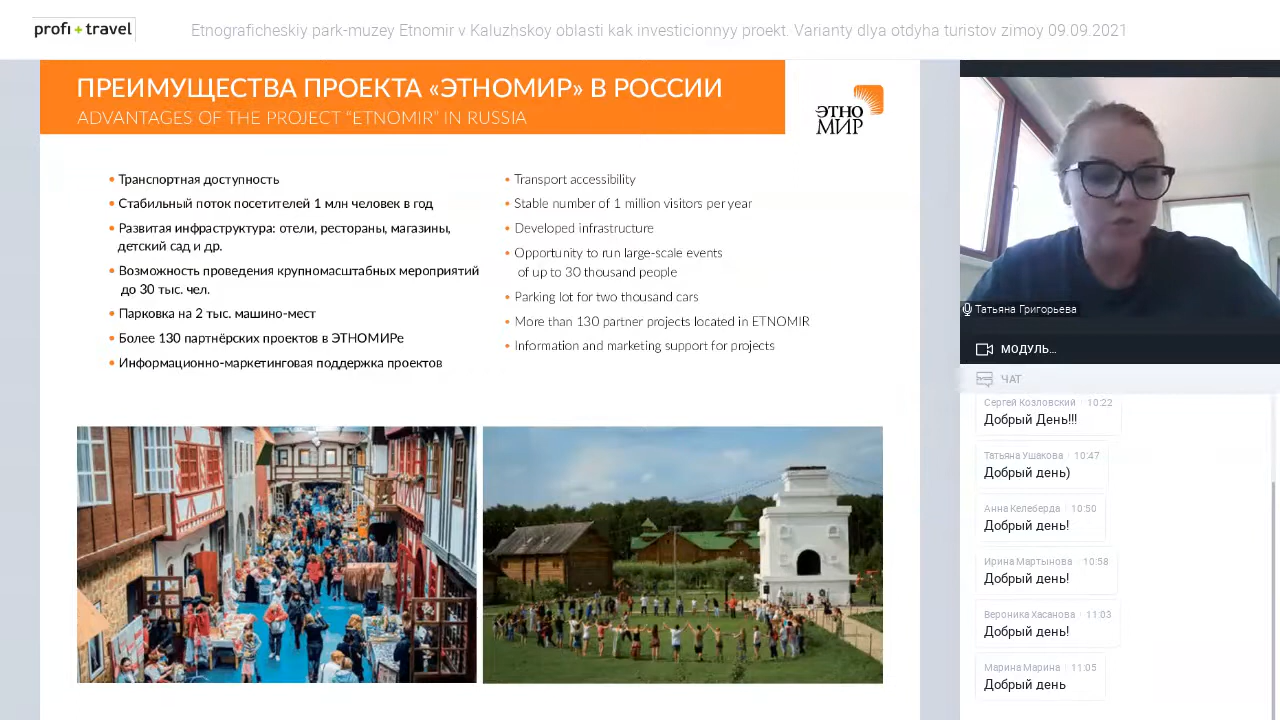 profi + travel
Etnograficheskiy park-muzey Etnomir v Kaluzhskoy oblasti kak investicionnyy proekt. Varianty dlya otdyha turistov zimoy 09.09.2021
ПРЕИМУЩЕСТВА ПРОЕКТА «ЭТНОМИР» В РОССИИ
ADVANTAGES OF THE PROJECT "ETNOMIR" IN RUSSIA
ЭТНО
МИР
• Транспортная доступность
• Стабильный поток посетителей 1 млн человек в год
• Развитая инфраструктура: отели, рестораны, магазины,
детский сад и др.
• Возможность проведения крупномасштабных мероприятий
до 30 тыс. чел.
• Парковка на 2 тыс. машино-мест
• Более 130 партнёрских проектов в ЭТНОМИРе
• Информационно-маркетинговая поддержка проектов
• Transport accessibility
• Stable number of 1 million visitors per year
• Developed infrastructure
• Opportunity to run large-scale events
of up to 30 thousand people
• Parking lot for two thousand cars
• More than 130 partner projects located in ETNOMIR
• Information and marketing support for projects
Татьяна Григорьева
МОДУЛЬ...
ЧАТ
Сергей Козловский 10:22
Добрый День!!!
Татьяна Ушакова 10:47
Добрый день)
Анна Келеберда 10:50
Добрый день!
Ирина Мартынова 10:58
Добрый день!
Вероника Хасанова 11:03
Добрый день!
Марина Марина 11:05
Добрый день